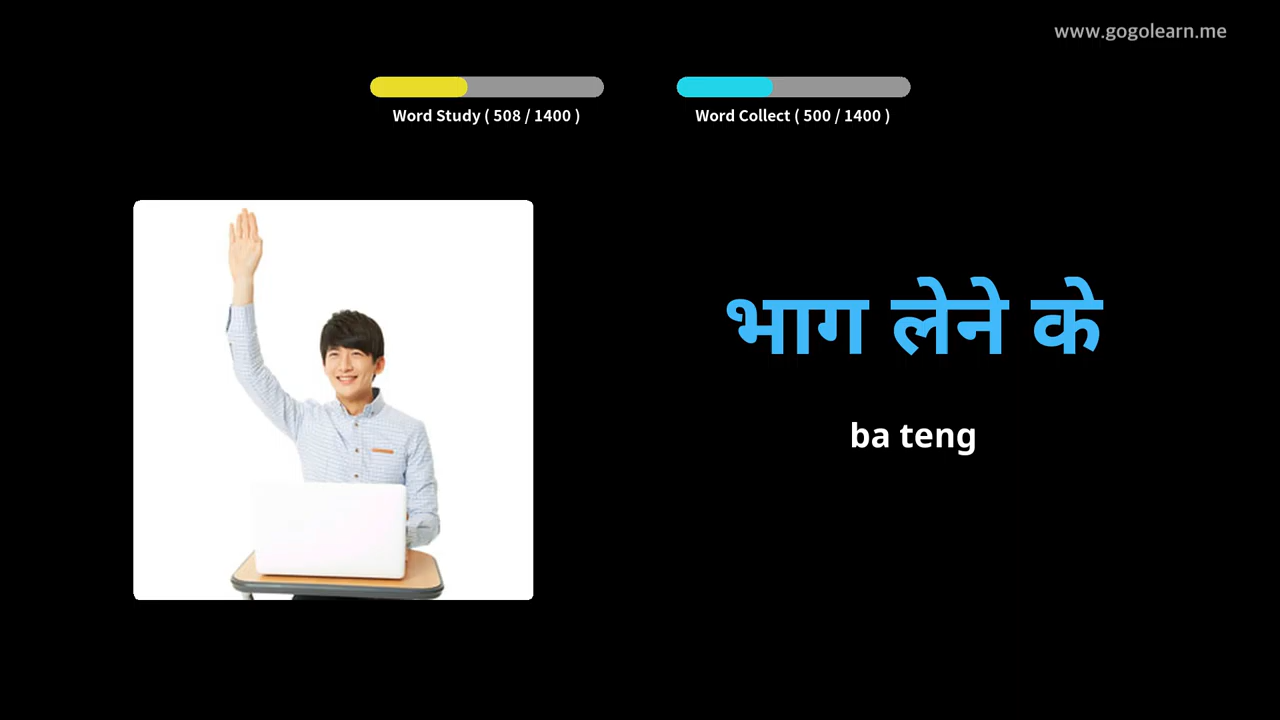 www.gogolearn.me
Word Study ( 508 / 1400 )
Word Collect ( 500 / 1400 )
भाग लेने के
ba teng